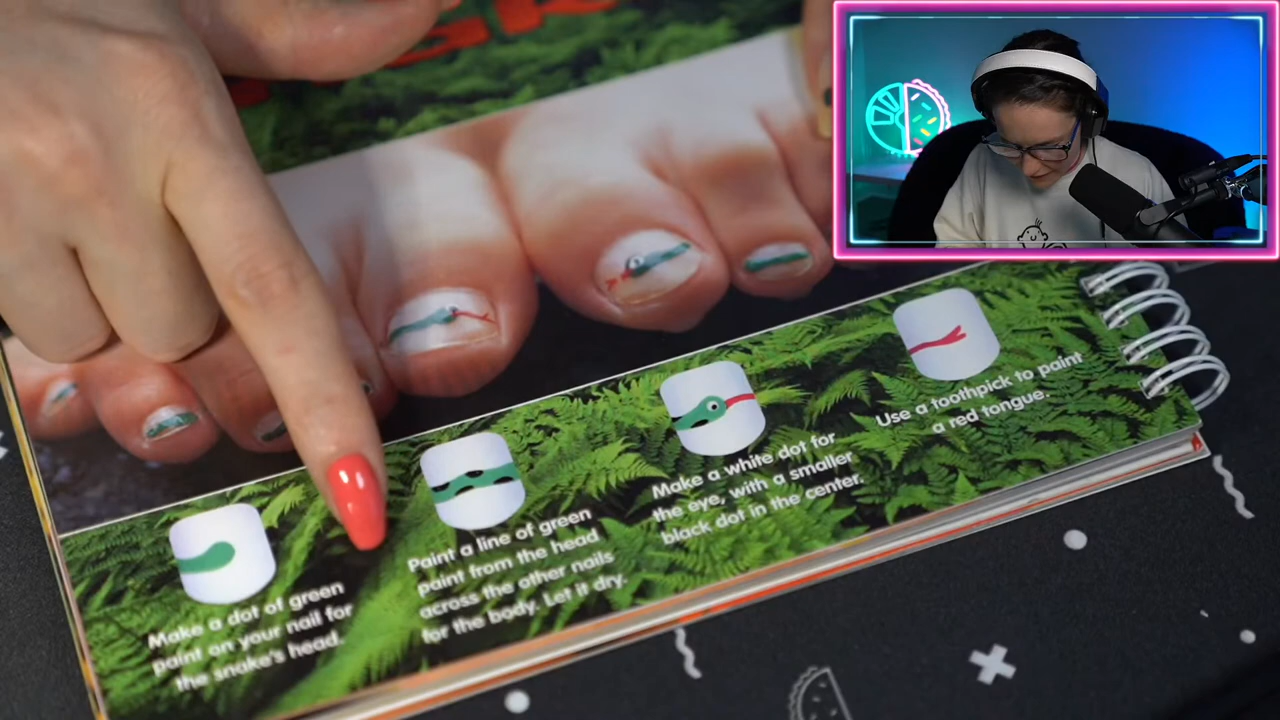 Make a dot of green
paint on your nail for
the snake's head.
Paint a line of green
paint from the head
across the other nails
for the body. Let it dry.
Make a white dot for
the eye, with a smaller
black dot in the center.
Use a toothpick to paint
a red tongue.